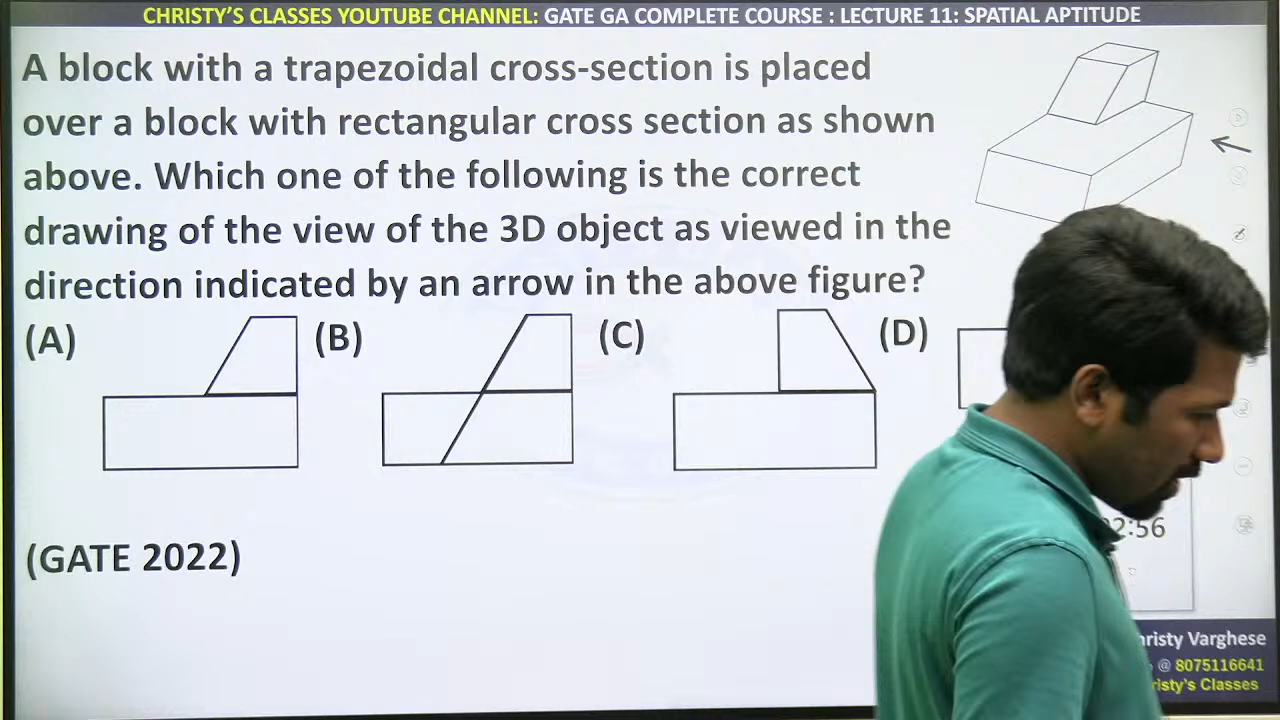 CHRISTY'S CLASSES YOUTUBE CHANNEL: GATE GA COMPLETE COURSE : LECTURE 11: SPATIAL APTITUDE
A block with a trapezoidal cross-section is placed
over a block with rectangular cross section as shown
above. Which one of the following is the correct
drawing of the view of the 3D object as viewed in the
direction indicated by an arrow in the above figure?
(A) (B) (C) (D)
2:56
(GATE 2022)
Varghese
@ 8075116641
Classes